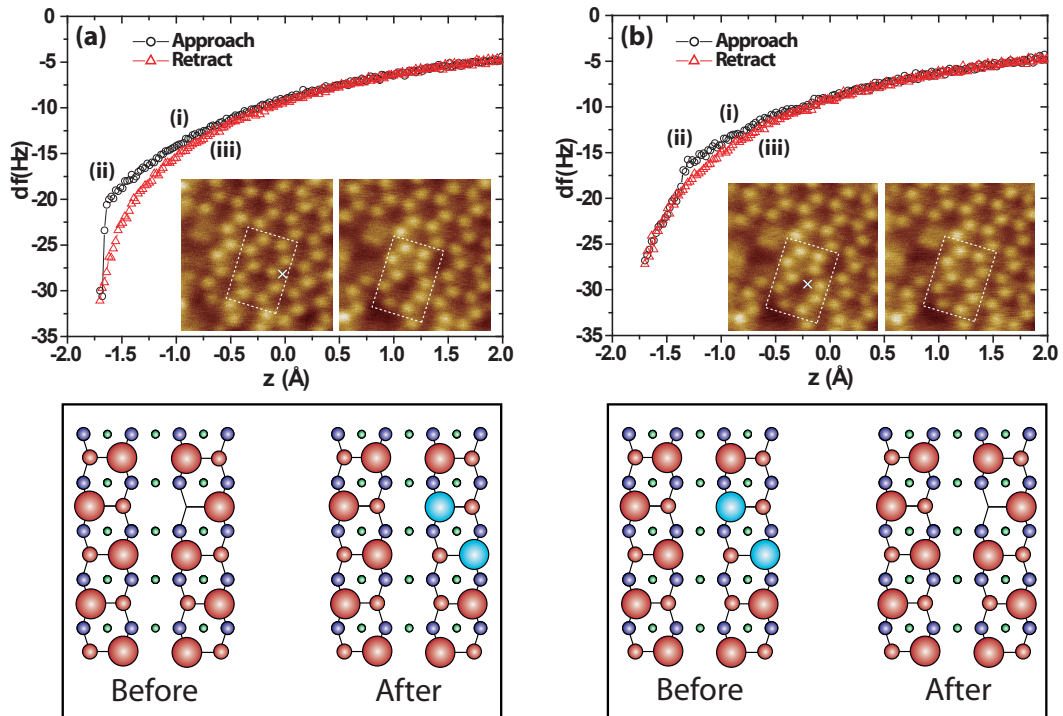 (a)
Approach
Retract
(i)
(ii)
(iii)
df(Hz)
0
-5
-10
-15
-20
-25
-30
-35
-2.0 -1.5 -1.0 -0.5 0.0 0.5 1.0 1.5 2.0
z (Å)
Before After
(b)
Approach
Retract
(i)
(ii)
(iii)
df(Hz)
0
-5
-10
-15
-20
-25
-30
-35
-2.0 -1.5 -1.0 -0.5 0.0 0.5 1.0 1.5 2.0
z (Å)
Before After